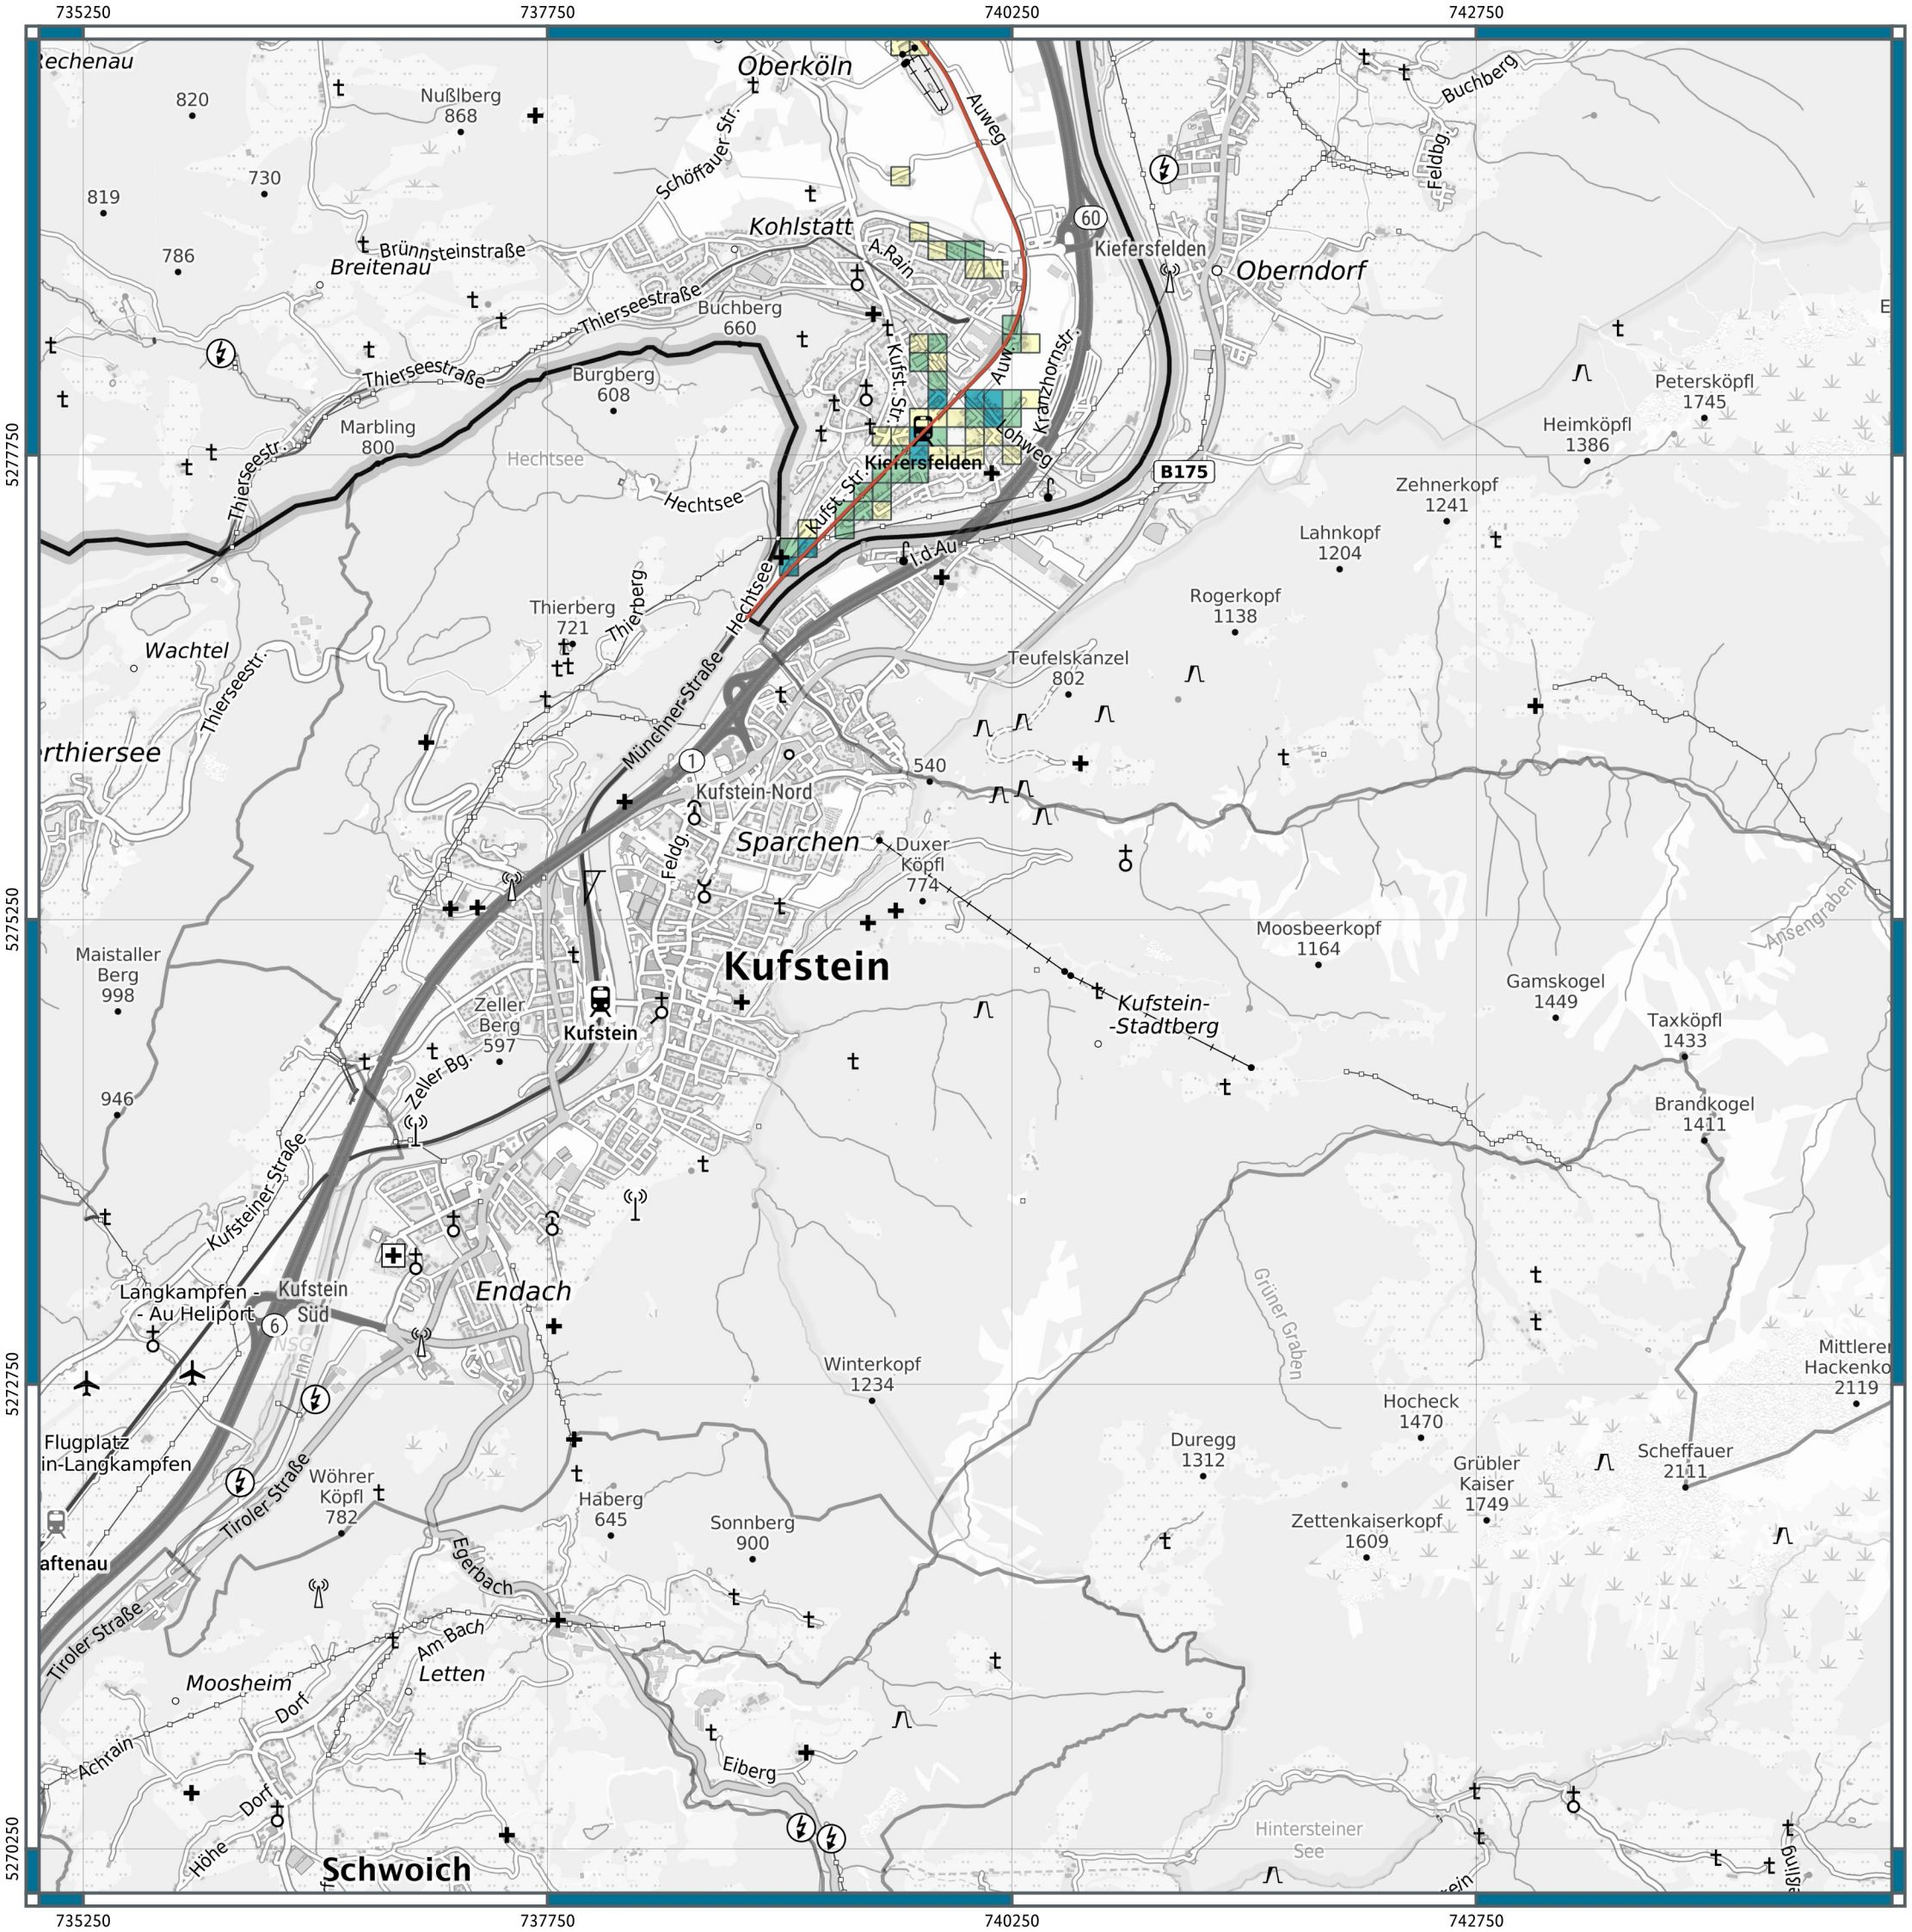 735250
737750
740250
742750
Rechenau
Oberköln
Buchberg
820
Nußlberg
868
Auweg
Schöffauer Str.
Feldbg.
730
819
Kohlstatt
60
Kiefersfelden
Brünnsteinstraße
A.Rain
786
Breitenau
Oberndorf
Thierseestraße
Buchberg
660
Kufst. Str.
Auw.
Kranzhornstr.
Thierseestraße
Burgberg
608
Petersköpfl
1745
Marbling
800
Heimköpfl
1386
5277750
Hechtsee
Lohweg
Kiefersfelden
B175
Thierseestr.
Hechtsee
Kufst. Str.
Zehnerkopf
1241
Lahnkopf
1204
I.d-Au
Hechtsee
Thierberg
721
Thierberg
Rogerkopf
1138
Wachtel
Teufelskanzel
802
Thierseestr.
Münchner-Straße
erthiersee
1
540
Kufstein-Nord
Sparchen
Feldg.
Duxer
Köpfl
774
5275250
Ansengraben
Moosbeerkopf
1164
Maistaller
Berg
998
Kufstein
Gamskogel
1449
Zeller
Berg
597
Kufstein
Kufstein-
-Stadtberg
Taxköpfl
1433
Zeller Bg.
946
Brandkogel
1411
Kufsteiner-Straße
Langkampfen -
- Au Heliport
Kufstein
Süd
Endach
Grüner Graben
6
NSG
Inn
Winterkopf
1234
Mittlerer
Hackenko
2119
5272750
Hocheck
1470
Flugplatz
in-Langkampfen
Duregg
1312
Scheffauer
2111
Wöhrer
Köpfl
782
Grübler
Kaiser
1749
Tiroler-Straße
Haberg
645
Sonnberg
900
Zettenkaiserkopf
1609
aftenau
Egerbach
Tiroler Straße
Am-Bach
Letten
Moosheim
Dorf
Achrain
Eiberg
Dorf
5270250
Höhe
Schwoich
Hintersteiner
See
735250
737750
740250
742750